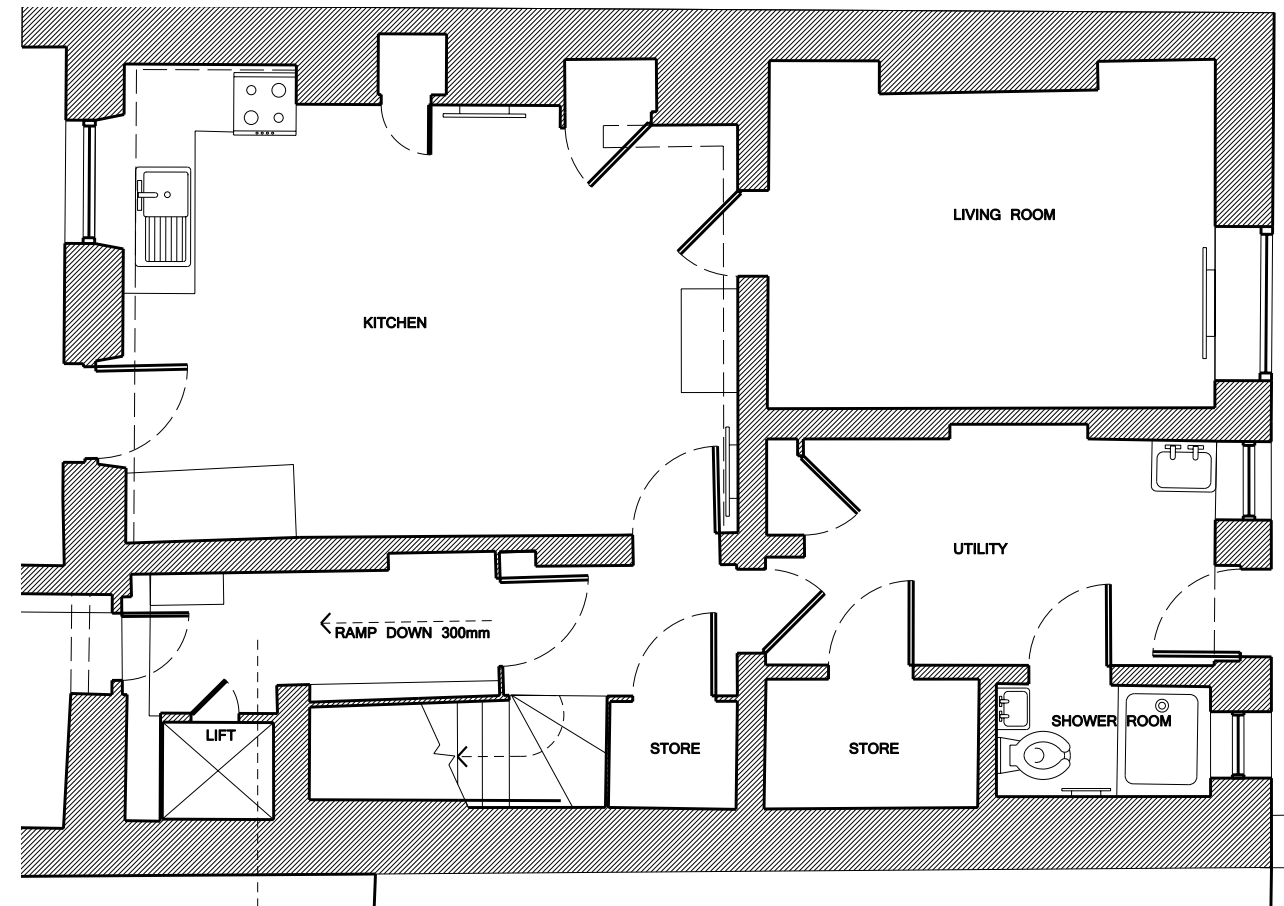 LIVING ROOM
KITCHEN
UTILITY
RAMP DOWN 300mm
LIFT
STORE
STORE
SHOWER ROOM